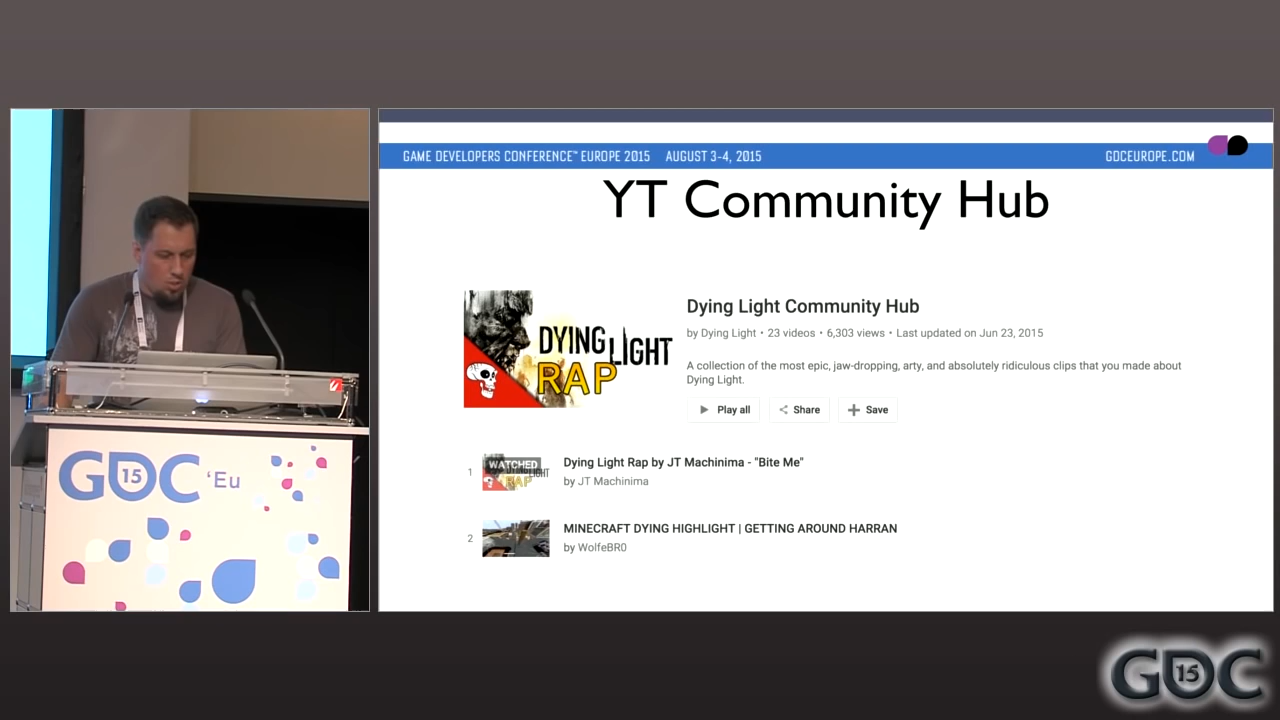 GAME DEVELOPERS CONFERENCE™ EUROPE 2015 AUGUST 3-4, 2015 GDCEUROPE.COM
YT Community Hub
DYING LIGHT
RAP
Dying Light Community Hub
by Dying Light • 23 videos • 6,303 views • Last updated on Jun 23, 2015
A collection of the most epic, jaw-dropping, arty, and absolutely ridiculous clips that you made about
Dying Light.
Play all Share Save
1
WATCHED
DYING LIGHT
RAP
Dying Light Rap by JT Machinima - "Bite Me"
by JT Machinima
2
MINECRAFT DYING HIGHLIGHT | GETTING AROUND HARRAN
by WolfeBR0
GDC 15 'Eu
GDC 15